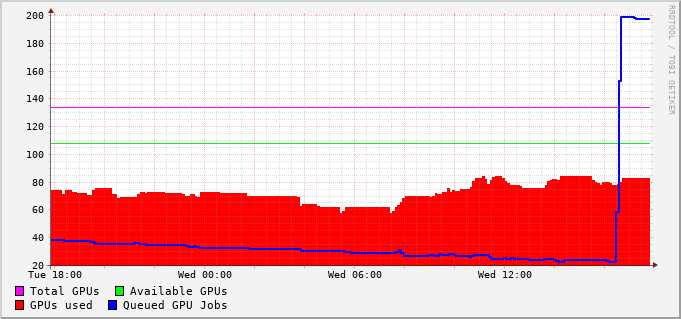 RRDTOOL / TOBI OETIKER
200
180
160
140
120
100
80
60
40
20
Tue 18:00 Wed 00:00 Wed 06:00 Wed 12:00
Total GPUs Available GPUs
GPUs used Queued GPU Jobs